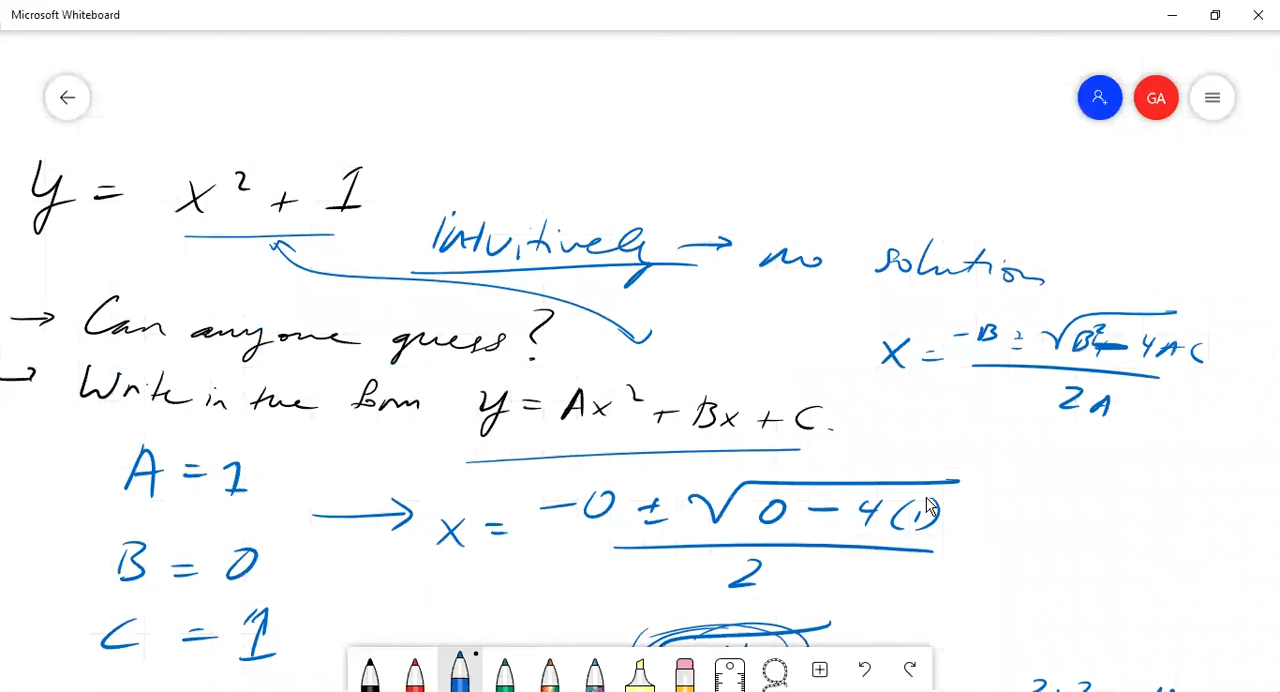 Microsoft Whiteboard
GA
y = x² + 1
intuitively → no solution
→ Can anyone guess?
x = -B ± √B² - 4AC
2A
→ Write in the form y = Ax² + Bx + C.
A = 1
→ x = -0 ± √0 - 4(1)
2
B = 0
C = 1